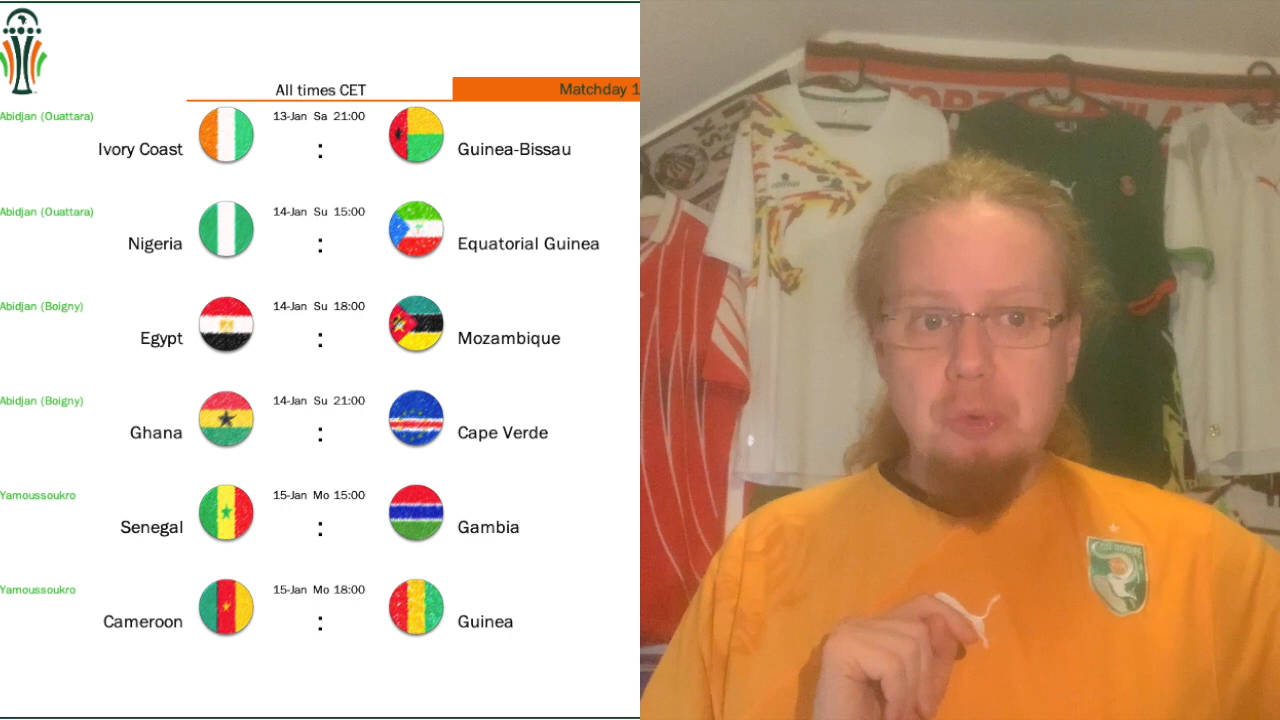 All times CET
Matchday 1
Abidjan (Ouattara)
13-Jan Sa 21:00
Ivory Coast : Guinea-Bissau
Abidjan (Ouattara)
14-Jan Su 15:00
Nigeria : Equatorial Guinea
Abidjan (Boigny)
14-Jan Su 18:00
Egypt : Mozambique
Abidjan (Boigny)
14-Jan Su 21:00
Ghana : Cape Verde
Yamoussoukro
15-Jan Mo 15:00
Senegal : Gambia
Yamoussoukro
15-Jan Mo 18:00
Cameroon : Guinea